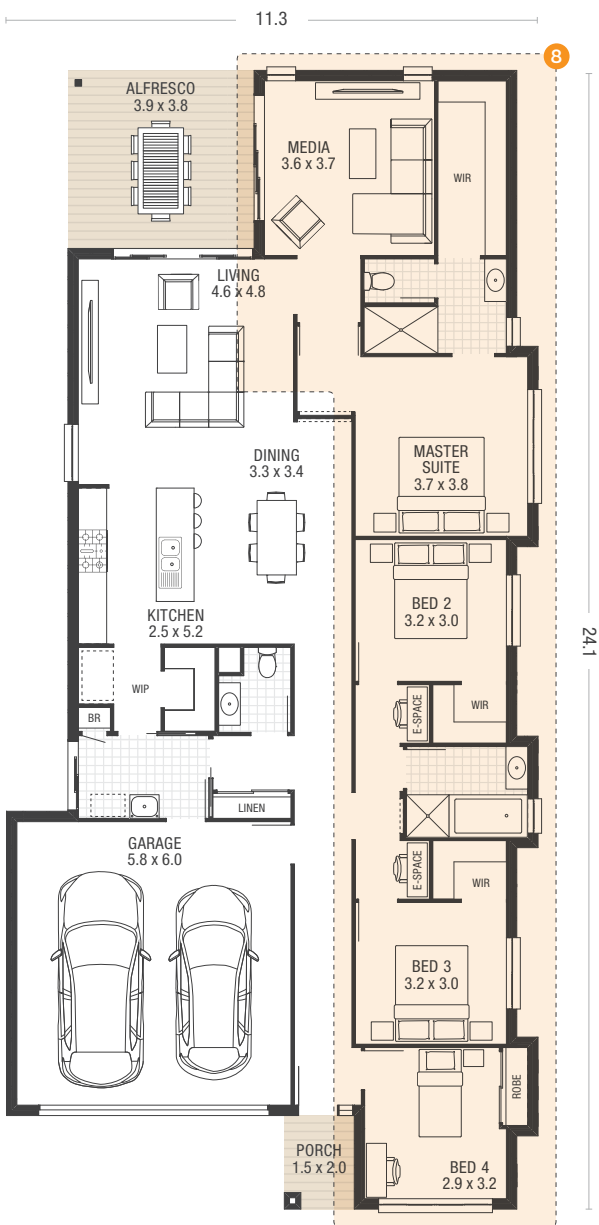 11.3
8
ALFRESCO
3.9 x 3.8
MEDIA
3.6 x 3.7
WIR
LIVING
4.6 x 4.8
DINING
3.3 x 3.4
MASTER
SUITE
3.7 x 3.8
KITCHEN
2.5 x 5.2
BED 2
3.2 x 3.0
24.1
WIP
E-SPACE
WIR
BR
LINEN
GARAGE
5.8 x 6.0
E-SPACE
WIR
BED 3
3.2 x 3.0
ROBE
PORCH
1.5 x 2.0
BED 4
2.9 x 3.2